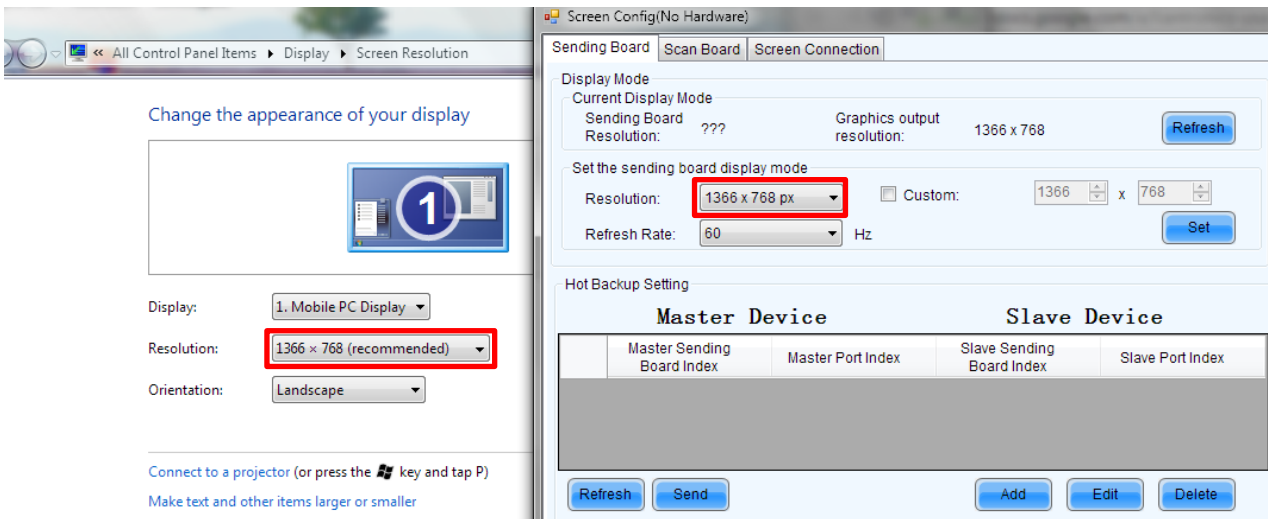 « All Control Panel Items ▸ Display ▸ Screen Resolution
Change the appearance of your display
1
Display: 1. Mobile PC Display
Resolution: 1366 × 768 (recommended)
Orientation: Landscape
Connect to a projector (or press the key and tap P)
Make text and other items larger or smaller
Screen Config(No Hardware)
Sending Board Scan Board Screen Connection
Display Mode
Current Display Mode
Sending Board
Resolution: ???
Graphics output
resolution: 1366 x 768
Refresh
Set the sending board display mode
Resolution: 1366 x 768 px Custom: 1366 x 768
Refresh Rate: 60 Hz Set
Hot Backup Setting
Master Device Slave Device
Master Sending
Board Index
Master Port Index
Slave Sending
Board Index
Slave Port Index
Refresh Send Add Edit Delete